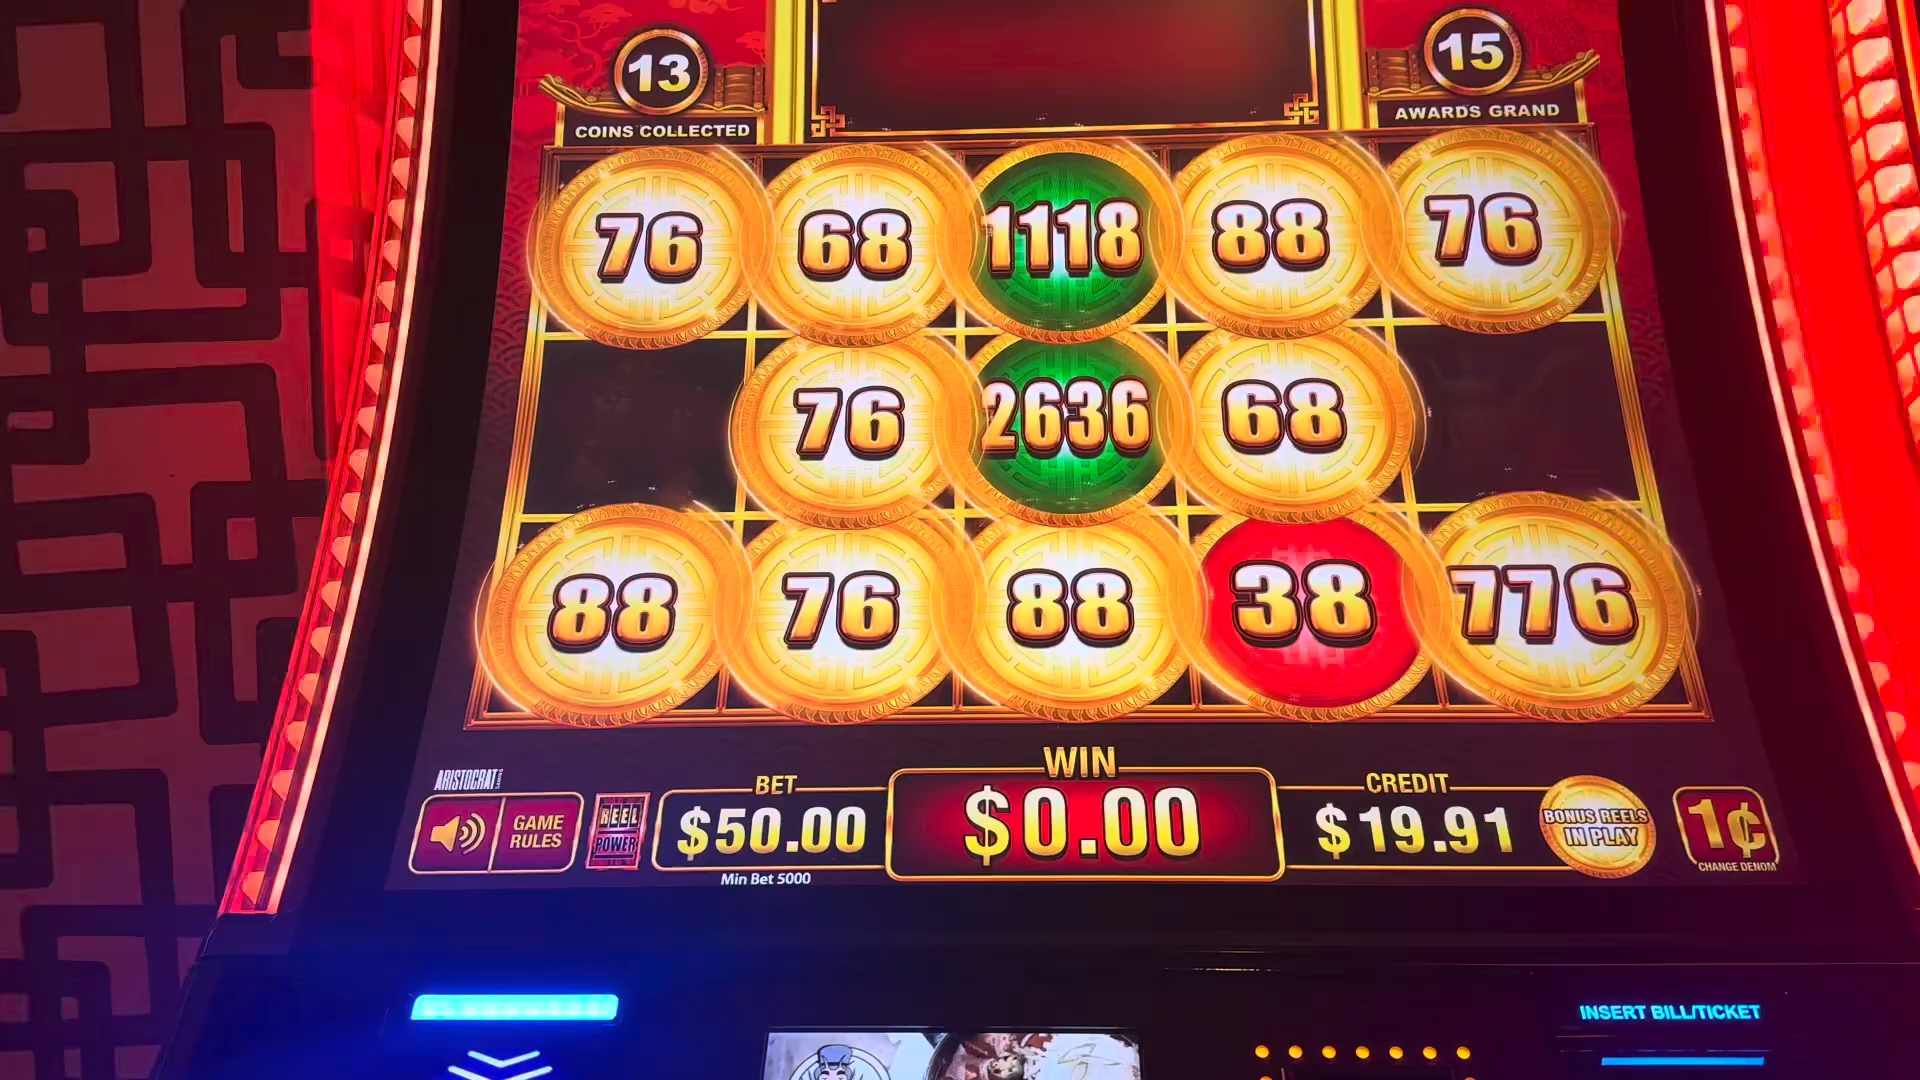 13
COINS COLLECTED
15
AWARDS GRAND
76 68 1118 88 76
76 2636 68
88 76 88 38 776
ARISTOCRAT
GAME
RULES
REEL
POWER
BET
$50.00
Min Bet 5000
WIN
$0.00
CREDIT
$19.91
BONUS REELS
IN PLAY
1¢
CHANGE DENOM
INSERT BILL/TICKET